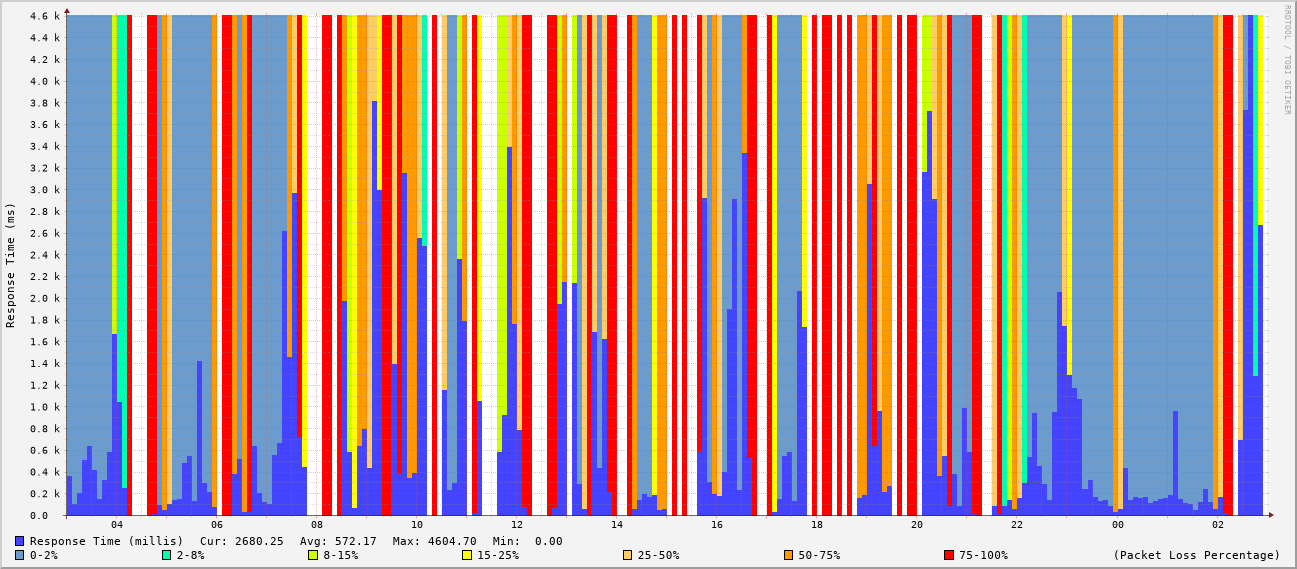 RRDTOOL / TOBI OETIKER
Response Time (ms)
4.6 k
4.4 k
4.2 k
4.0 k
3.8 k
3.6 k
3.4 k
3.2 k
3.0 k
2.8 k
2.6 k
2.4 k
2.2 k
2.0 k
1.8 k
1.6 k
1.4 k
1.2 k
1.0 k
0.8 k
0.6 k
0.4 k
0.2 k
0.0
04 06 08 10 12 14 16 18 20 22 00 02
Response Time (millis) Cur: 2680.25 Avg: 572.17 Max: 4604.70 Min: 0.00
0-2% 2-8% 8-15% 15-25% 25-50% 50-75% 75-100% (Packet Loss Percentage)